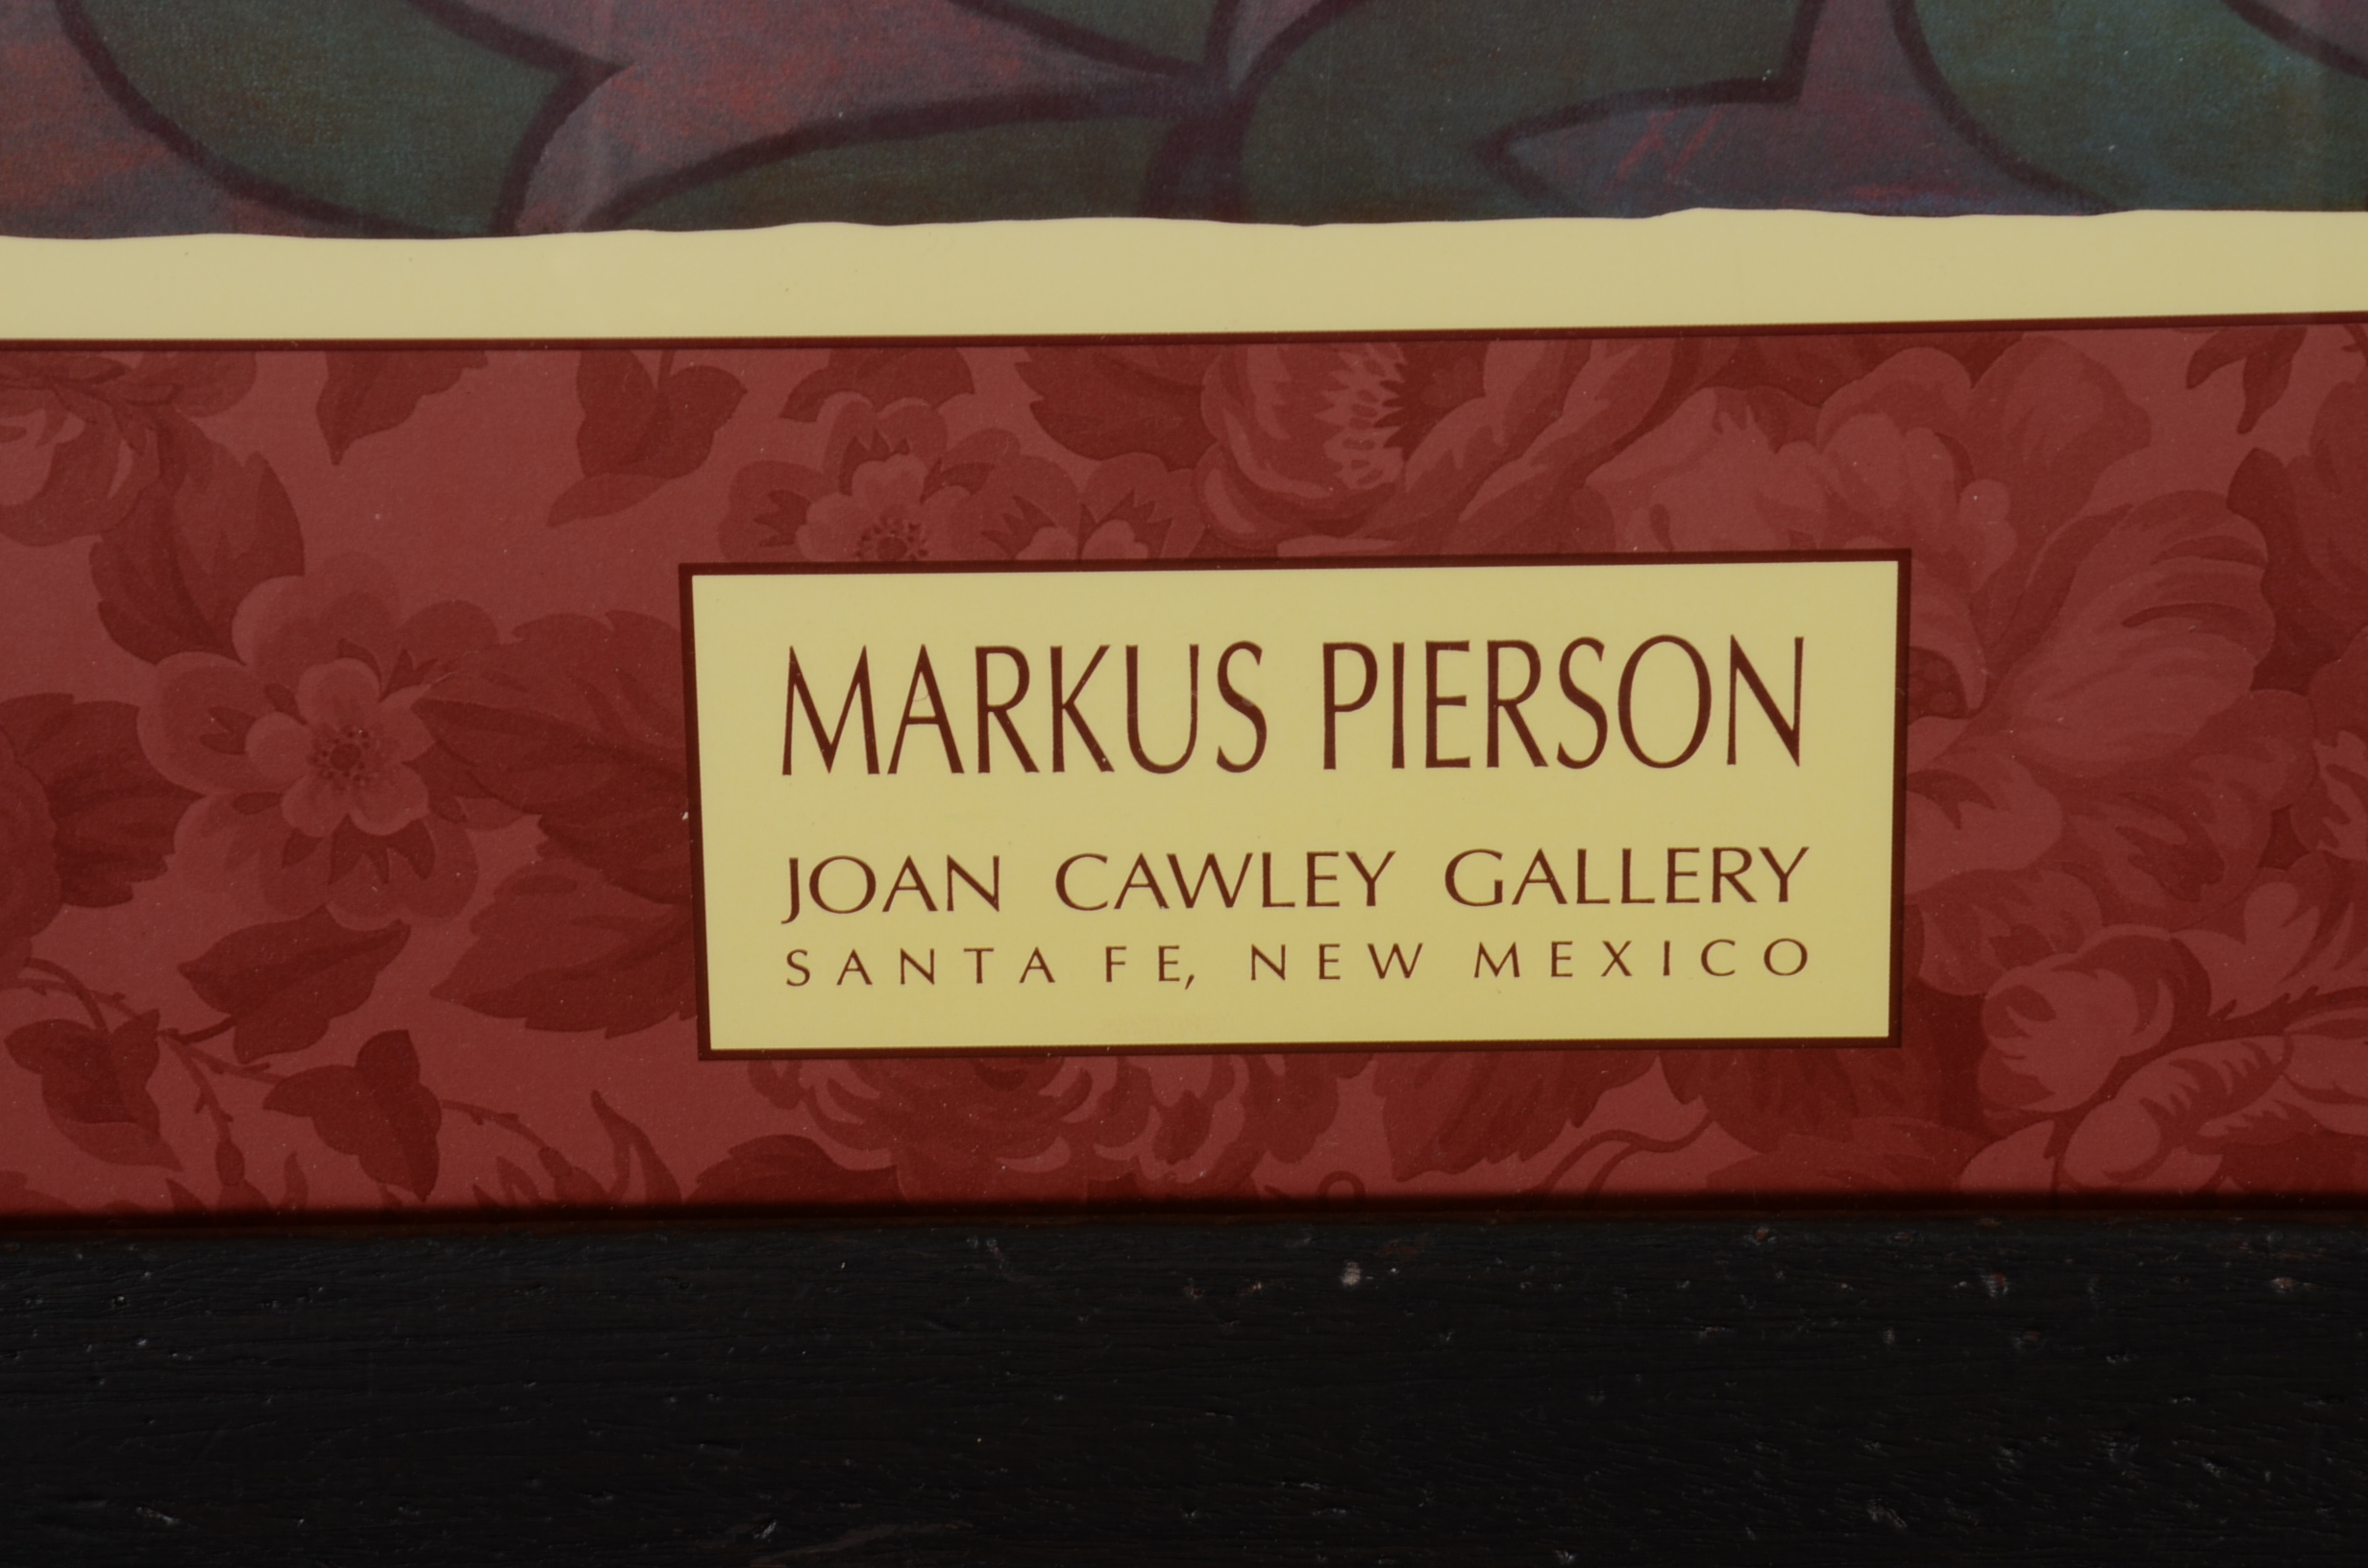 MARKUS PIERSON
JOAN CAWLEY GALLERY
SANTA FE, NEW MEXICO